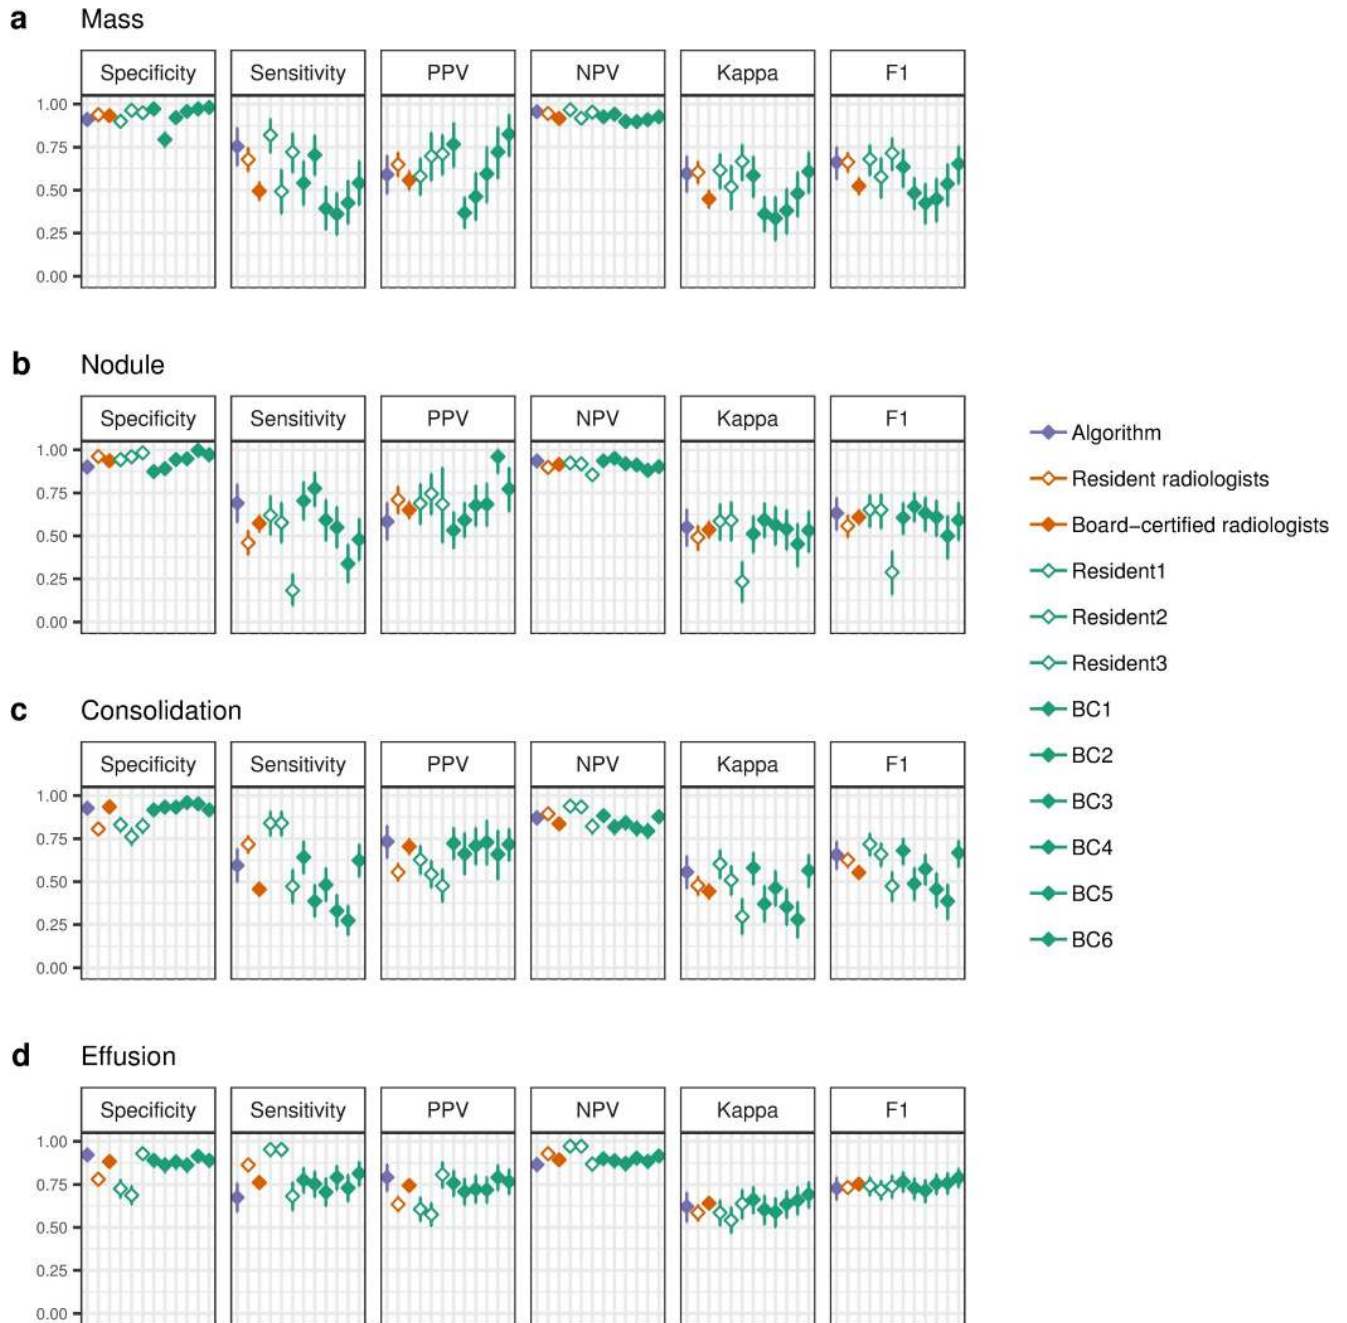 a Mass
Specificity Sensitivity PPV NPV Kappa F1
1.00
0.75
0.50
0.25
0.00
b Nodule
Specificity Sensitivity PPV NPV Kappa F1
1.00
0.75
0.50
0.25
0.00
Algorithm
Resident radiologists
Board-certified radiologists
Resident1
Resident2
Resident3
BC1
BC2
BC3
BC4
BC5
BC6
c Consolidation
Specificity Sensitivity PPV NPV Kappa F1
1.00
0.75
0.50
0.25
0.00
d Effusion
Specificity Sensitivity PPV NPV Kappa F1
1.00
0.75
0.50
0.25
0.00